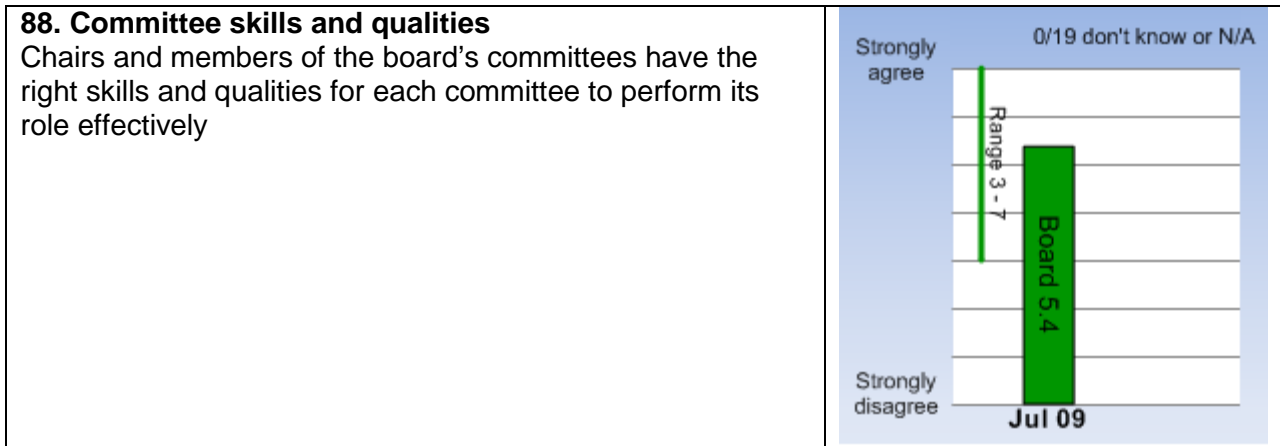 88. Committee skills and qualities
Chairs and members of the board’s committees have the
right skills and qualities for each committee to perform its
role effectively
0/19 don't know or N/A
Strongly
agree
Range 3 - 7
Board 5.4
Strongly
disagree
Jul 09